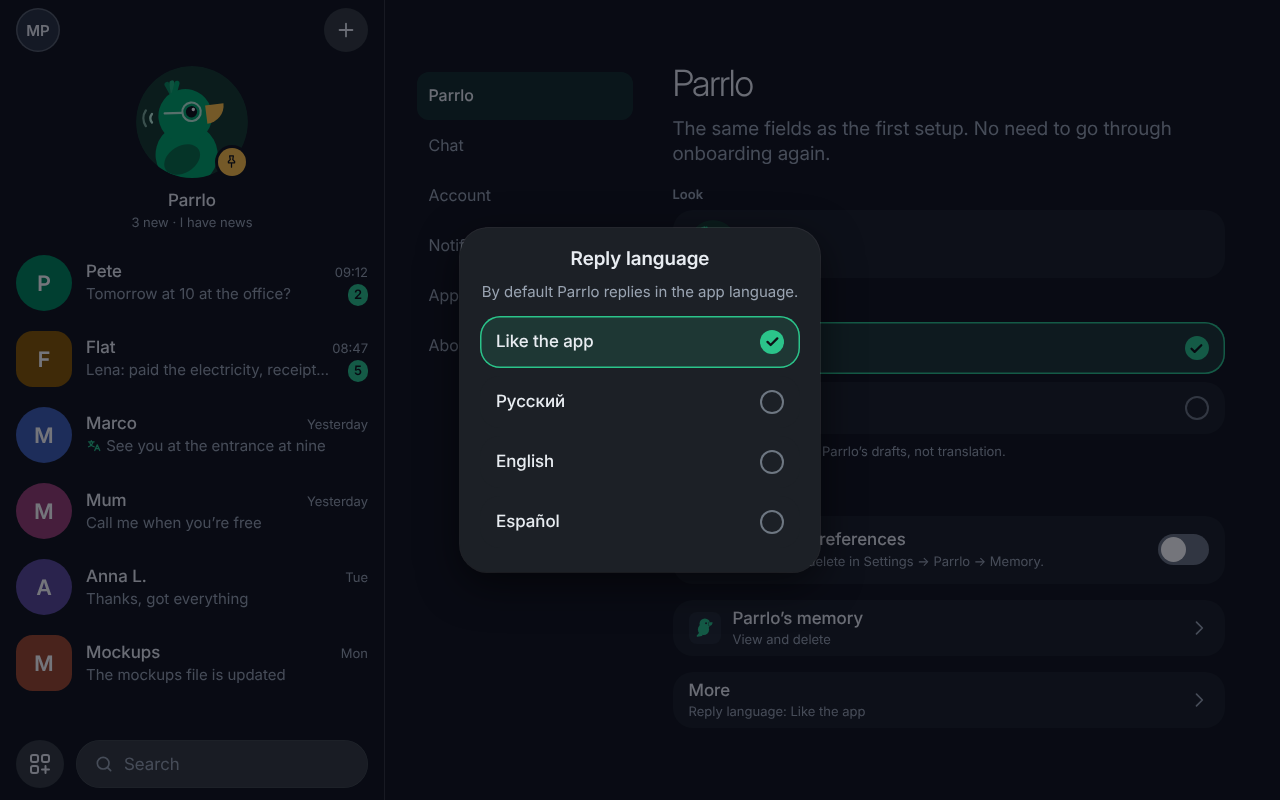 MP
Parrlo
3 new · I have news
P
Pete
09:12
Tomorrow at 10 at the office?
2
F
Flat
08:47
Lena: paid the electricity, receipt...
5
M
Marco
Yesterday
See you at the entrance at nine
M
Mum
Yesterday
Call me when you're free
A
Anna L.
Tue
Thanks, got everything
M
Mockups
Mon
The mockups file is updated
Search
Parrlo
Chat
Account
Parrlo
The same fields as the first setup. No need to go through
onboarding again.
Look
Reply language
By default Parrlo replies in the app language.
Like the app
Русский
English
Español
Parrlo's drafts, not translation.
delete in Settings → Parrlo → Memory.
Parrlo's memory
View and delete
More
Reply language: Like the app